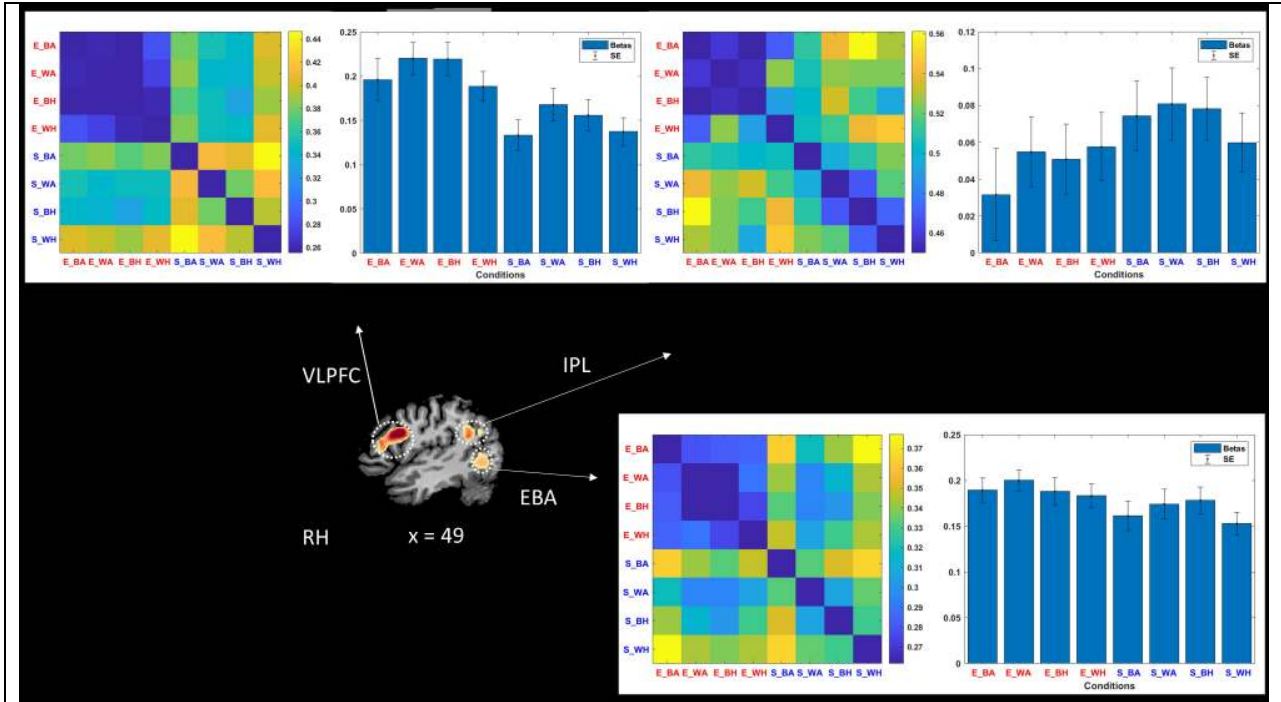 E_BA
E_WA
E_BH
E_WH
S_BA
S_WA
S_BH
S_WH
E_BA E_WA E_BH E_WH S_BA S_WA S_BH S_WH
0.44
0.42
0.4
0.38
0.36
0.34
0.32
0.3
0.28
0.26
0.25
0.2
0.15
0.1
0.05
0
Betas
SE
E_BA E_WA E_BH E_WH S_BA S_WA S_BH S_WH
Conditions
E_BA
E_WA
E_BH
E_WH
S_BA
S_WA
S_BH
S_WH
E_BA E_WA E_BH E_WH S_BA S_WA S_BH S_WH
0.56
0.54
0.52
0.5
0.48
0.46
0.12
0.1
0.08
0.06
0.04
0.02
0
Betas
SE
E_BA E_WA E_BH E_WH S_BA S_WA S_BH S_WH
Conditions
VLPFC
IPL
EBA
RH x = 49
E_BA
E_WA
E_BH
E_WH
S_BA
S_WA
S_BH
S_WH
E_BA E_WA E_BH E_WH S_BA S_WA S_BH S_WH
0.37
0.36
0.35
0.34
0.33
0.32
0.31
0.3
0.29
0.28
0.27
0.25
0.2
0.15
0.1
0.05
0
Betas
SE
E_BA E_WA E_BH E_WH S_BA S_WA S_BH S_WH
Conditions